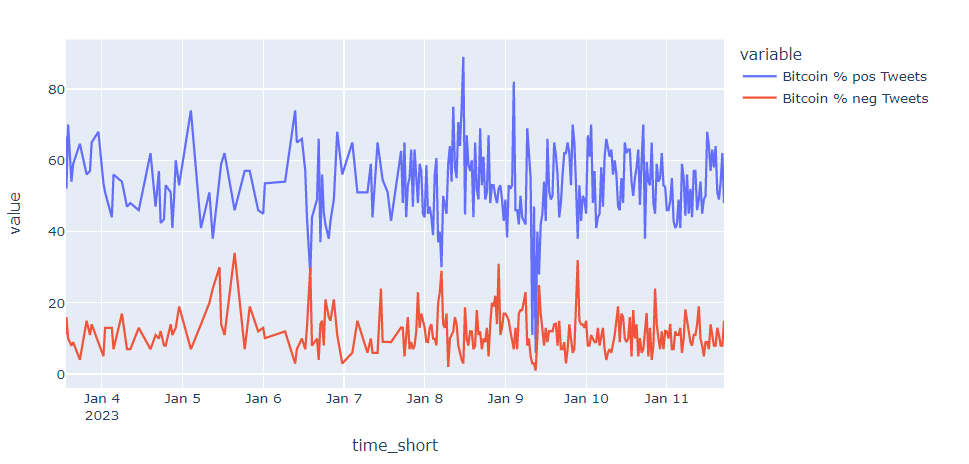 variable
Bitcoin % pos Tweets
Bitcoin % neg Tweets
value
80
60
40
20
0
Jan 4 Jan 5 Jan 6 Jan 7 Jan 8 Jan 9 Jan 10 Jan 11
2023
time_short